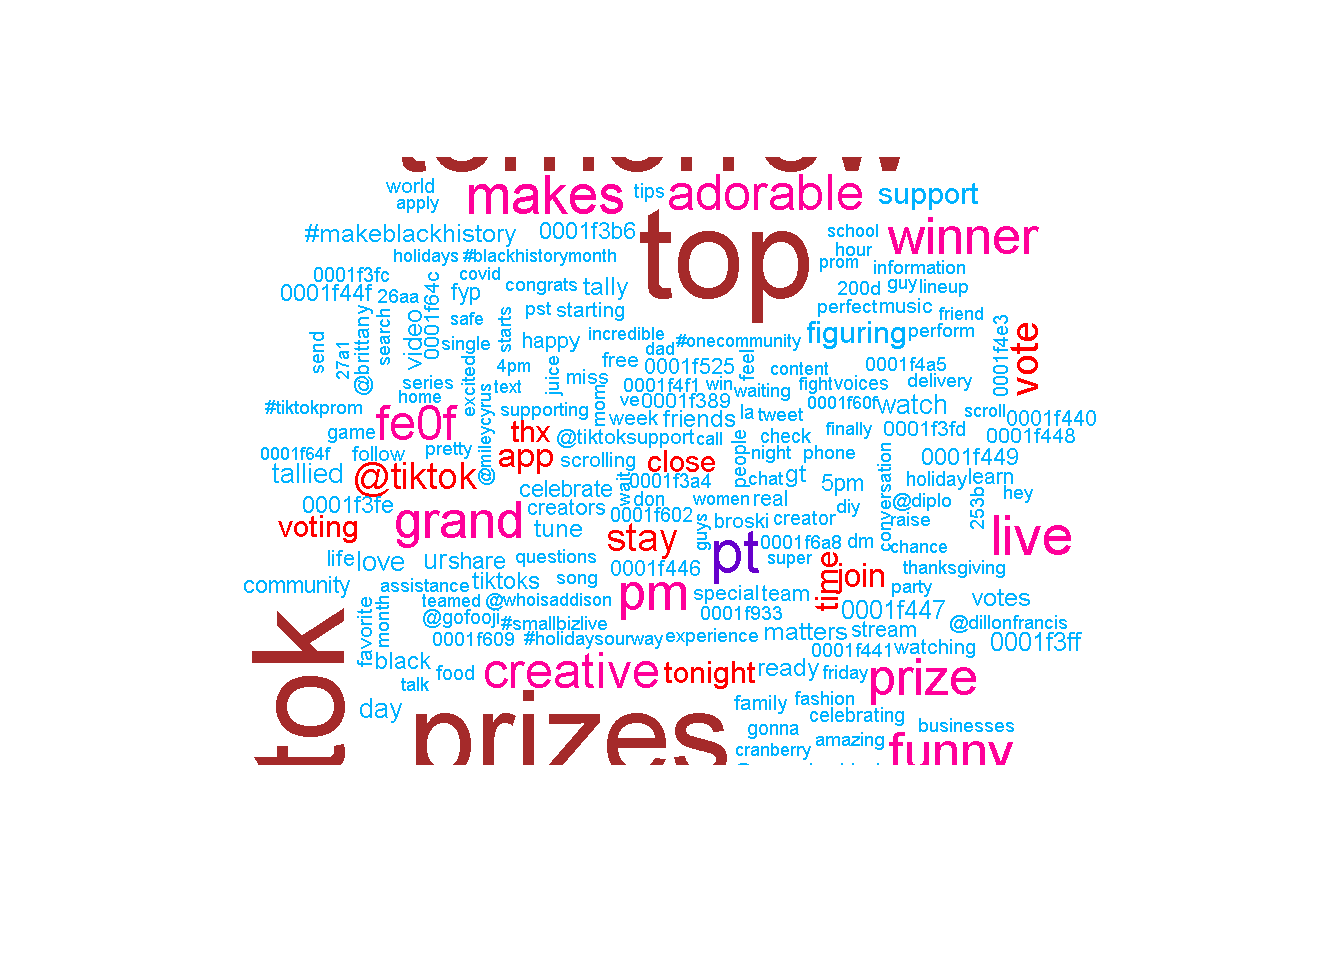 tomorrow
world
makes
tips
adorable
support
apply
#makeblackhistory
0001f3b6
top
school
winner
hour
holidays
#blackhistorymonth
prom
information
0001f3fc
covid
congrats
tally
200d
guy
lineup
0001f44f
26aa
0001f64c
fyp
perfect
music
friend
pst
starting
safe
starts
send
27a1
@brittany
search
video
single
happy
incredible
dad
#onecommunity
figuring
perform
0001f4e3
vote
free
0001f525
feel
content
0001f4a5
4pm
juice
miss
series
excited
text
0001f4f1
win
waiting
fight
voices
delivery
home
@mileycyrus
moms
ve
0001f389
0001f60f
watch
#tiktokprom
fe0f
supporting
week
friends
la
tweet
scroll
0001f440
game
thx
@tiktoksupport
call
people
check
finally
0001f3fd
0001f448
0001f64f
follow
pretty
app
scrolling
close
night
phone
conversation
0001f449
tallied
@tiktok
wait
0001f3a4
chat
gt
5pm
holiday
learn
celebrate
don
women
real
@diplo
253b
hey
0001f3fe
grand
creators
0001f602
guys
broski
creator
diy
raise
voting
tune
stay
pt
0001f6a8
dm
chance
live
life
love
ur
share
questions
super
time
join
thanksgiving
community
assistance
tiktoks
song
0001f446
pm
special
team
party
votes
favorite
month
teamed
@whoisaddison
0001f933
0001f447
@gofooji
#smallbizlive
@dillonfrancis
0001f609
#holidaysourway
experience
matters
stream
0001f3ff
tok
black
0001f441
watching
talk
food
creative
tonight
ready
friday
prize
day
prizes
family
fashion
celebrating
gonna
businesses
cranberry
amazing
funny